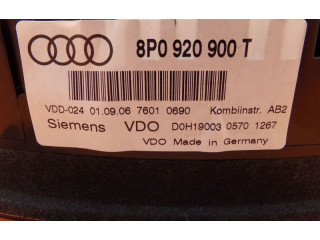 8P0 920 900 T
VDD-024 01.09.06 7601 0690 Kombiinstr. AB2
Siemens VDO D0H19003 0570 1267
VDO Made in Germany